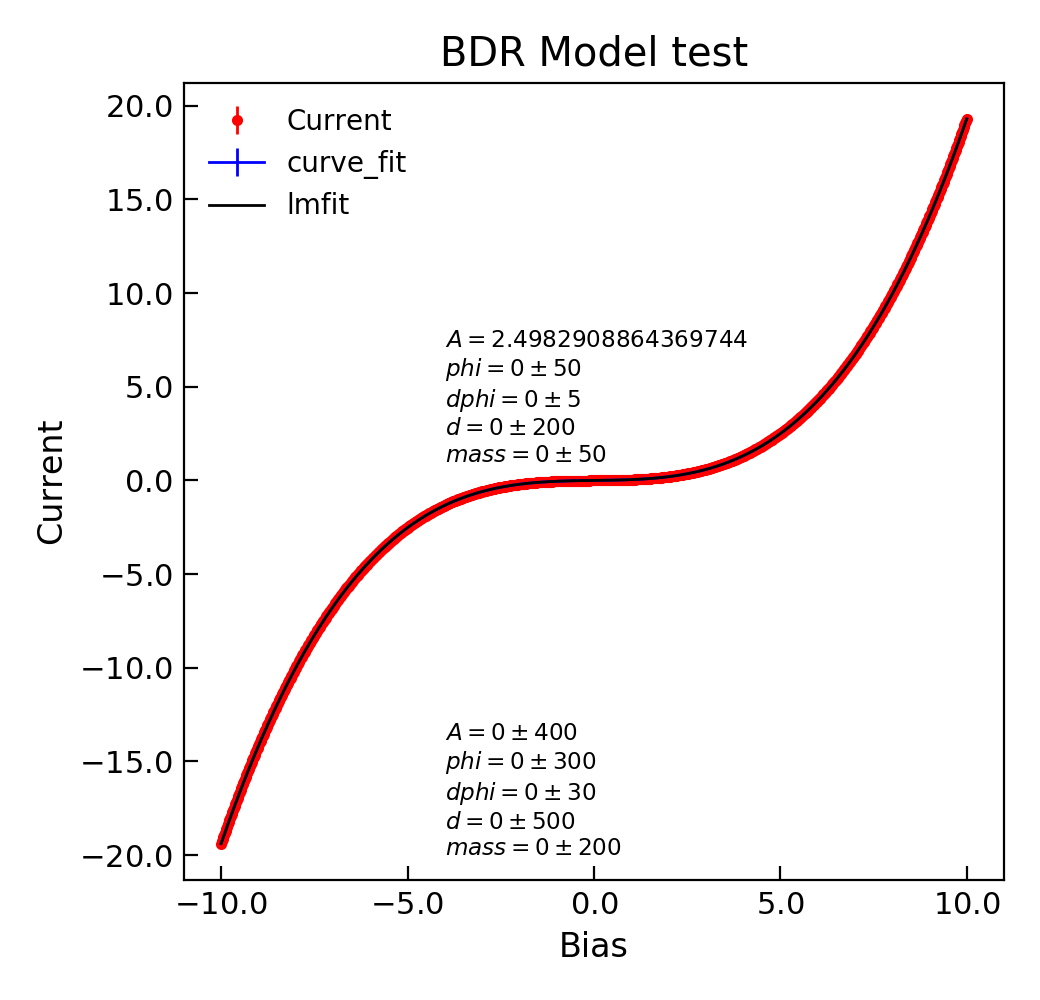 BDR Model test
20.0
15.0
10.0
5.0
0.0
−5.0
−10.0
−15.0
−20.0
Current
Current
curve_fit
lmfit
A = 2.4982908864369744
phi = 0 ± 50
dphi = 0 ± 5
d = 0 ± 200
mass = 0 ± 50
A = 0 ± 400
phi = 0 ± 300
dphi = 0 ± 30
d = 0 ± 500
mass = 0 ± 200
−10.0 −5.0 0.0 5.0 10.0
Bias